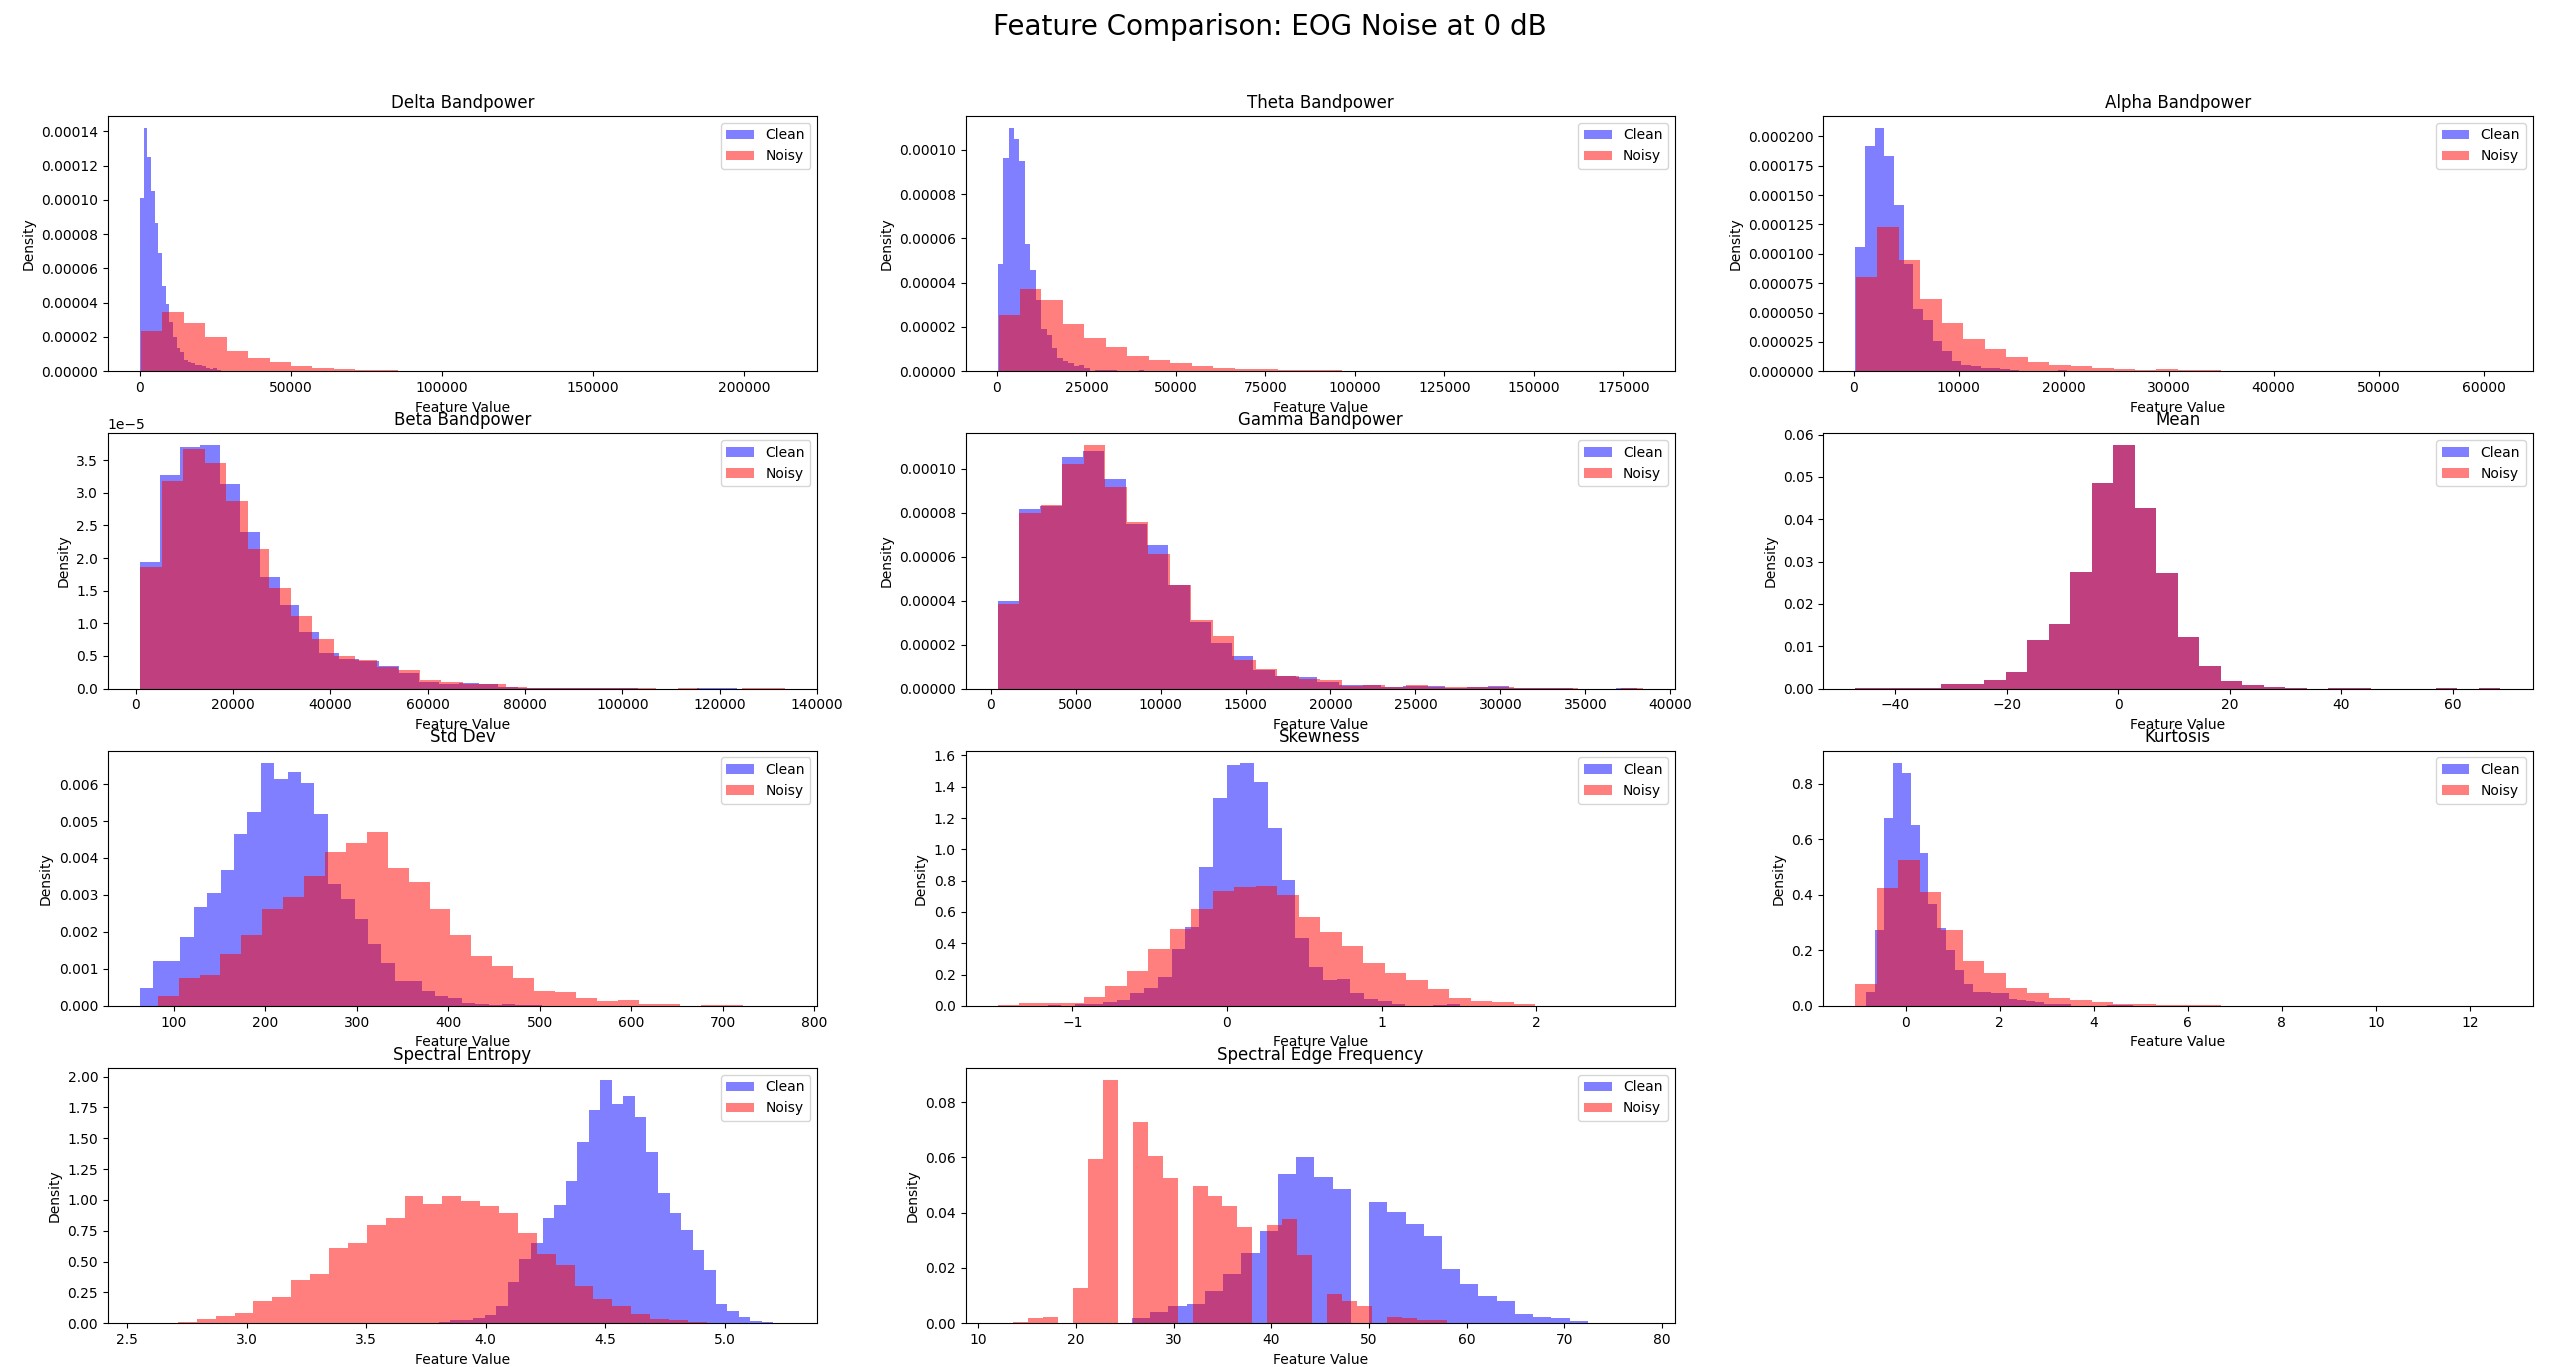 Feature Comparison: EOG Noise at 0 dB
Delta Bandpower
0.00014
0.00012
0.00010
0.00008
0.00006
0.00004
0.00002
0.00000
Density
Clean
Noisy
0 50000 100000 150000 200000
Feature Value
Theta Bandpower
0.00010
0.00008
0.00006
0.00004
0.00002
0.00000
Density
Clean
Noisy
0 25000 50000 75000 100000 125000 150000 175000
Feature Value
Alpha Bandpower
0.000200
0.000175
0.000150
0.000125
0.000100
0.000075
0.000050
0.000025
0.000000
Density
Clean
Noisy
0 10000 20000 30000 40000 50000 60000
Feature Value
Beta Bandpower
1e−5
3.5
3.0
2.5
2.0
1.5
1.0
0.5
0.0
Density
Clean
Noisy
0 20000 40000 60000 80000 100000 120000 140000
Feature Value
Gamma Bandpower
0.00010
0.00008
0.00006
0.00004
0.00002
0.00000
Density
Clean
Noisy
0 5000 10000 15000 20000 25000 30000 35000 40000
Feature Value
Mean
0.06
0.05
0.04
0.03
0.02
0.01
0.00
Density
Clean
Noisy
−40 −20 0 20 40 60
Feature Value
Std Dev
0.006
0.005
0.004
0.003
0.002
0.001
0.000
Density
Clean
Noisy
100 200 300 400 500 600 700 800
Feature Value
Skewness
1.6
1.4
1.2
1.0
0.8
0.6
0.4
0.2
0.0
Density
Clean
Noisy
−1 0 1 2
Feature Value
Kurtosis
0.8
0.6
0.4
0.2
0.0
Density
Clean
Noisy
0 2 4 6 8 10 12
Feature Value
Spectral Entropy
2.00
1.75
1.50
1.25
1.00
0.75
0.50
0.25
0.00
Density
Clean
Noisy
2.5 3.0 3.5 4.0 4.5 5.0
Feature Value
Spectral Edge Frequency
0.08
0.06
0.04
0.02
0.00
Density
Clean
Noisy
10 20 30 40 50 60 70 80
Feature Value